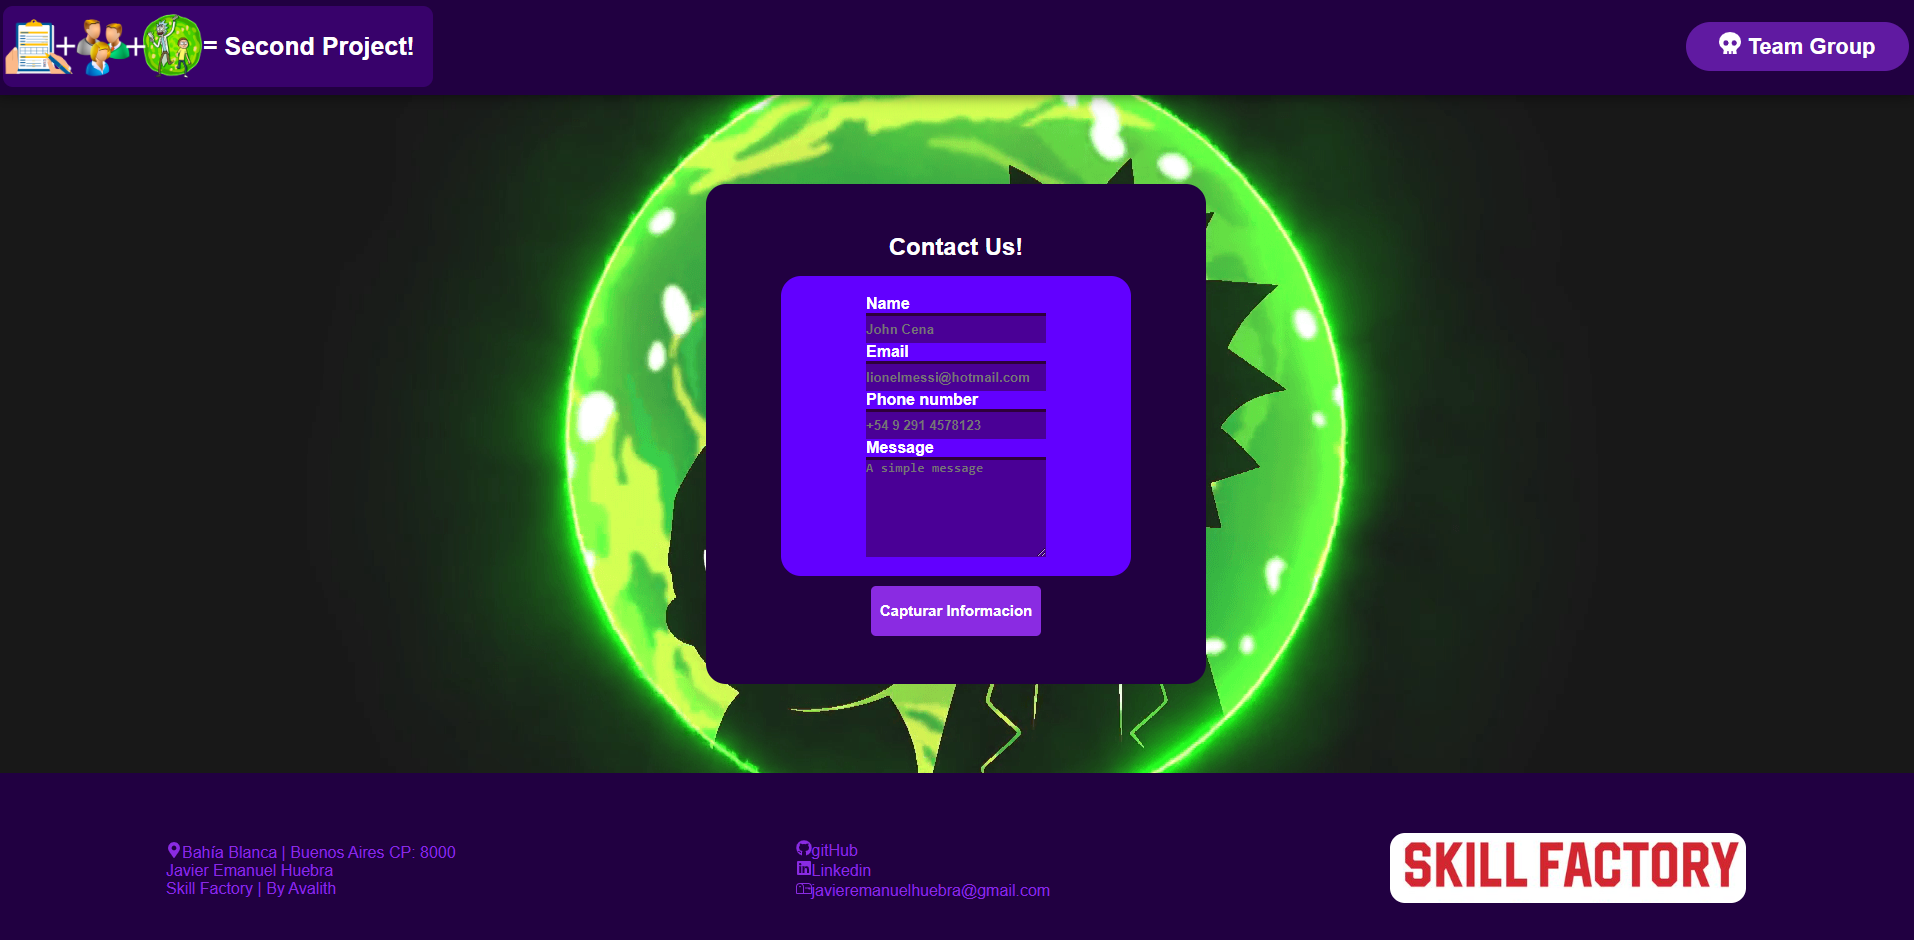 ++= Second Project!
Team Group
Contact Us!
Name
John Cena
Email
lionelmessi@hotmail.com
Phone number
+54 9 291 4578123
Message
A simple message
Capturar Informacion
Bahía Blanca | Buenos Aires CP: 8000
Javier Emanuel Huebra
Skill Factory | By Avalith
gitHub
Linkedin
javieremanuelhuebra@gmail.com
SKILL FACTORY